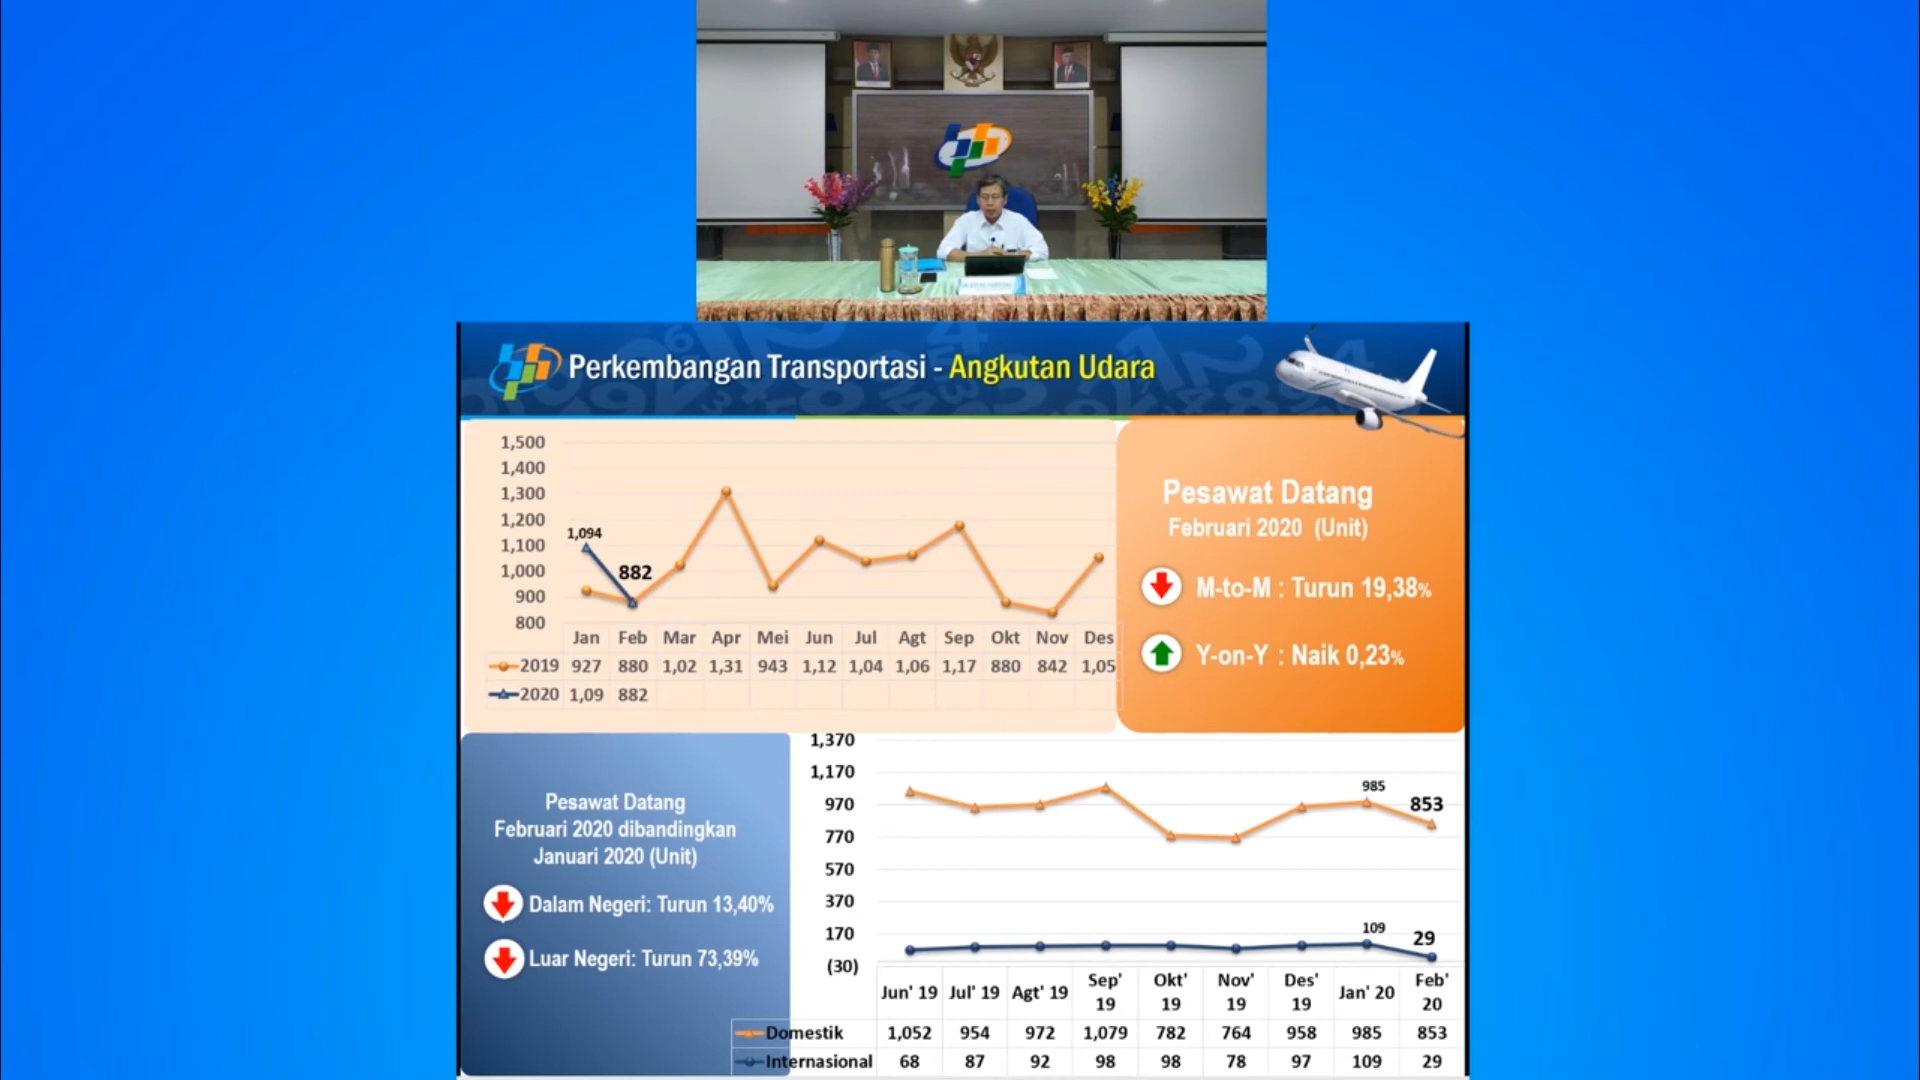 Perkembangan Transportasi - Angkutan Udara
1,500
1,400
1,300
1,200
1,100
1,000
900
800
1,094
882
Jan Feb Mar Apr Mei Jun Jul Agt Sep Okt Nov Des
2019 927 880 1,02 1,31 943 1,12 1,04 1,06 1,17 880 842 1,05
2020 1,09 882
Pesawat Datang
Februari 2020 (Unit)
M-to-M : Turun 19,38%
Y-on-Y : Naik 0,23%
Pesawat Datang
Februari 2020 dibandingkan
Januari 2020 (Unit)
Dalam Negeri: Turun 13,40%
Luar Negeri: Turun 73,39%
1,370
1,170
970
770
570
370
170
(30)
985
853
109
29
Jun' 19 Jul' 19 Agt' 19 Sep' 19 Okt' 19 Nov' 19 Des' 19 Jan' 20 Feb' 20
Domestik 1,052 954 972 1,079 782 764 958 985 853
Internasional 68 87 92 98 98 78 97 109 29